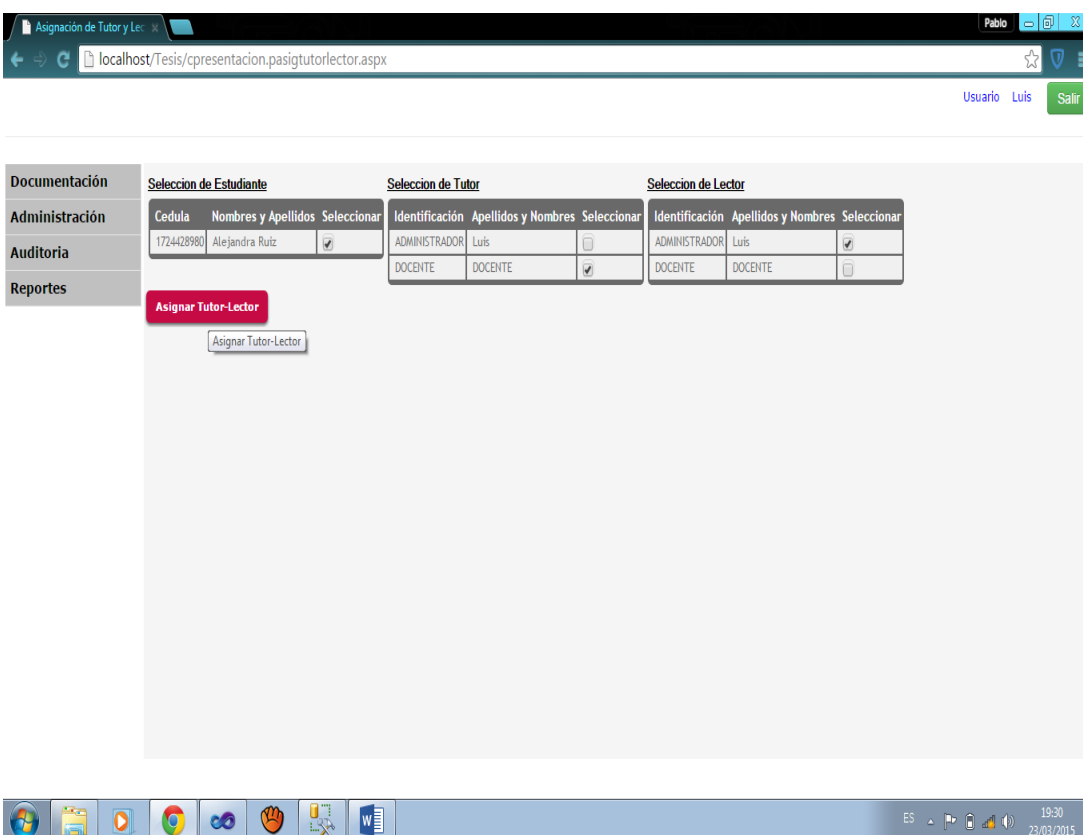 Asignación de Tutor y Lec
Pablo
localhost/Tesis/cpresentacion.pasigtutorlector.aspx
Usuario Luis Salir
Documentación
Administración
Auditoria
Reportes
Seleccion de Estudiante
Cedula Nombres y Apellidos Seleccionar
1724428980 Alejandra Ruiz
Seleccion de Tutor
Identificación Apellidos y Nombres Seleccionar
ADMINISTRADOR Luis
DOCENTE DOCENTE
Seleccion de Lector
Identificación Apellidos y Nombres Seleccionar
ADMINISTRADOR Luis
DOCENTE DOCENTE
Asignar Tutor-Lector
Asignar Tutor-Lector
ES
19:30
23/03/2015